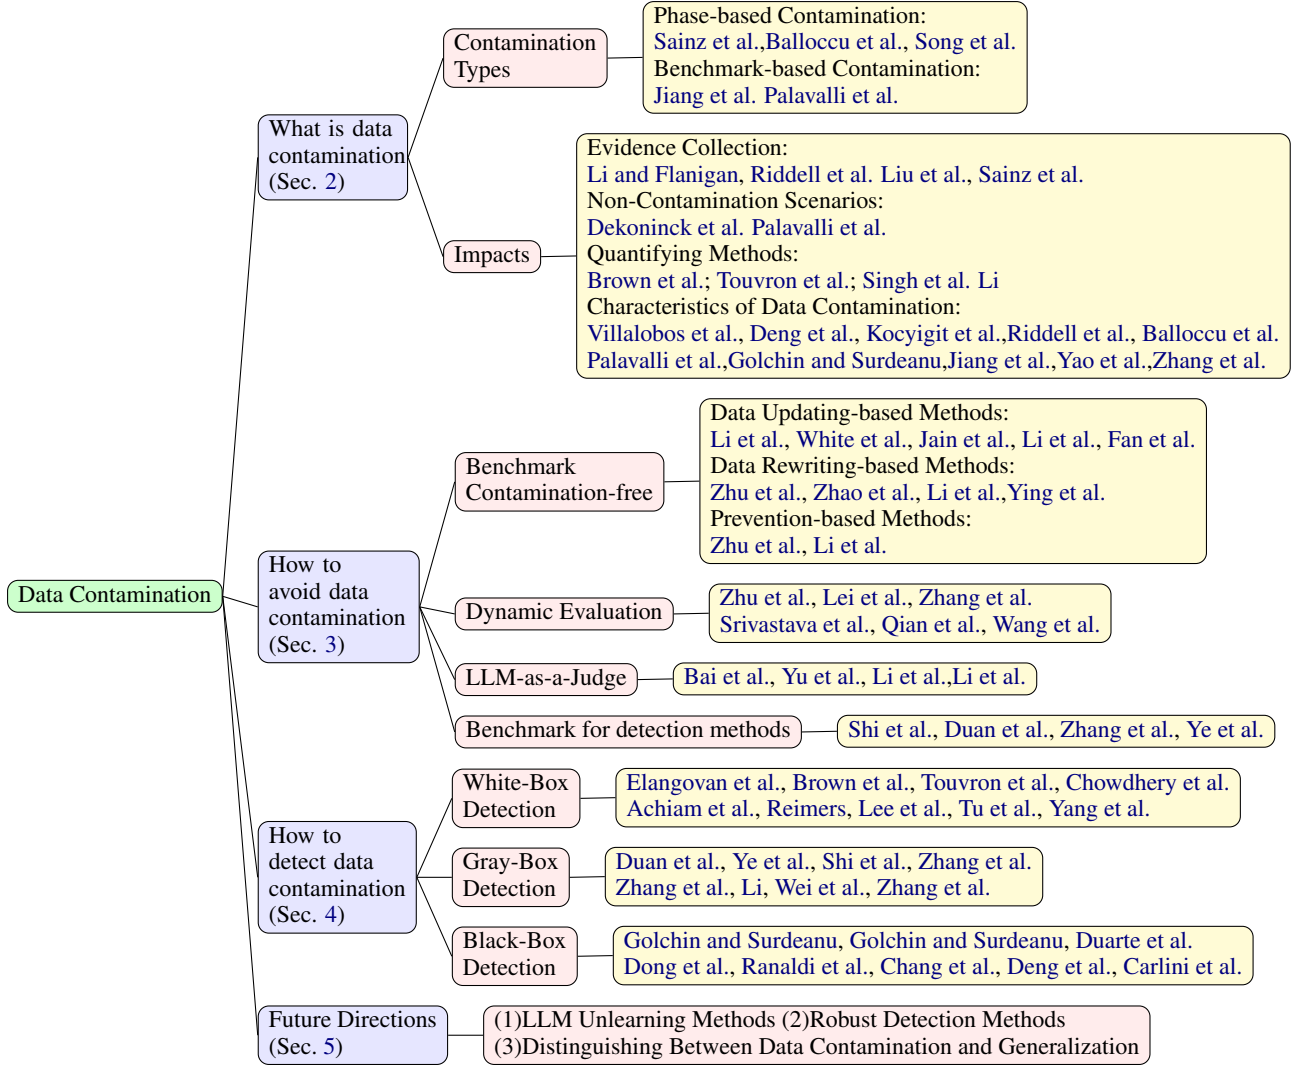 Data Contamination
What is data
contamination
(Sec. 2)
Contamination
Types
Phase-based Contamination:
Sainz et al.,Balloccu et al., Song et al.
Benchmark-based Contamination:
Jiang et al. Palavalli et al.
Impacts
Evidence Collection:
Li and Flanigan, Riddell et al. Liu et al., Sainz et al.
Non-Contamination Scenarios:
Dekoninck et al. Palavalli et al.
Quantifying Methods:
Brown et al.; Touvron et al.; Singh et al. Li
Characteristics of Data Contamination:
Villalobos et al., Deng et al., Kocyigit et al.,Riddell et al., Balloccu et al.
Palavalli et al.,Golchin and Surdeanu,Jiang et al.,Yao et al.,Zhang et al.
How to
avoid data
contamination
(Sec. 3)
Benchmark
Contamination-free
Data Updating-based Methods:
Li et al., White et al., Jain et al., Li et al., Fan et al.
Data Rewriting-based Methods:
Zhu et al., Zhao et al., Li et al.,Ying et al.
Prevention-based Methods:
Zhu et al., Li et al.
Dynamic Evaluation
Zhu et al., Lei et al., Zhang et al.
Srivastava et al., Qian et al., Wang et al.
LLM-as-a-Judge
Bai et al., Yu et al., Li et al.,Li et al.
Benchmark for detection methods
Shi et al., Duan et al., Zhang et al., Ye et al.
How to
detect data
contamination
(Sec. 4)
White-Box
Detection
Elangovan et al., Brown et al., Touvron et al., Chowdhery et al.
Achiam et al., Reimers, Lee et al., Tu et al., Yang et al.
Gray-Box
Detection
Duan et al., Ye et al., Shi et al., Zhang et al.
Zhang et al., Li, Wei et al., Zhang et al.
Black-Box
Detection
Golchin and Surdeanu, Golchin and Surdeanu, Duarte et al.
Dong et al., Ranaldi et al., Chang et al., Deng et al., Carlini et al.
Future Directions
(Sec. 5)
(1)LLM Unlearning Methods (2)Robust Detection Methods
(3)Distinguishing Between Data Contamination and Generalization